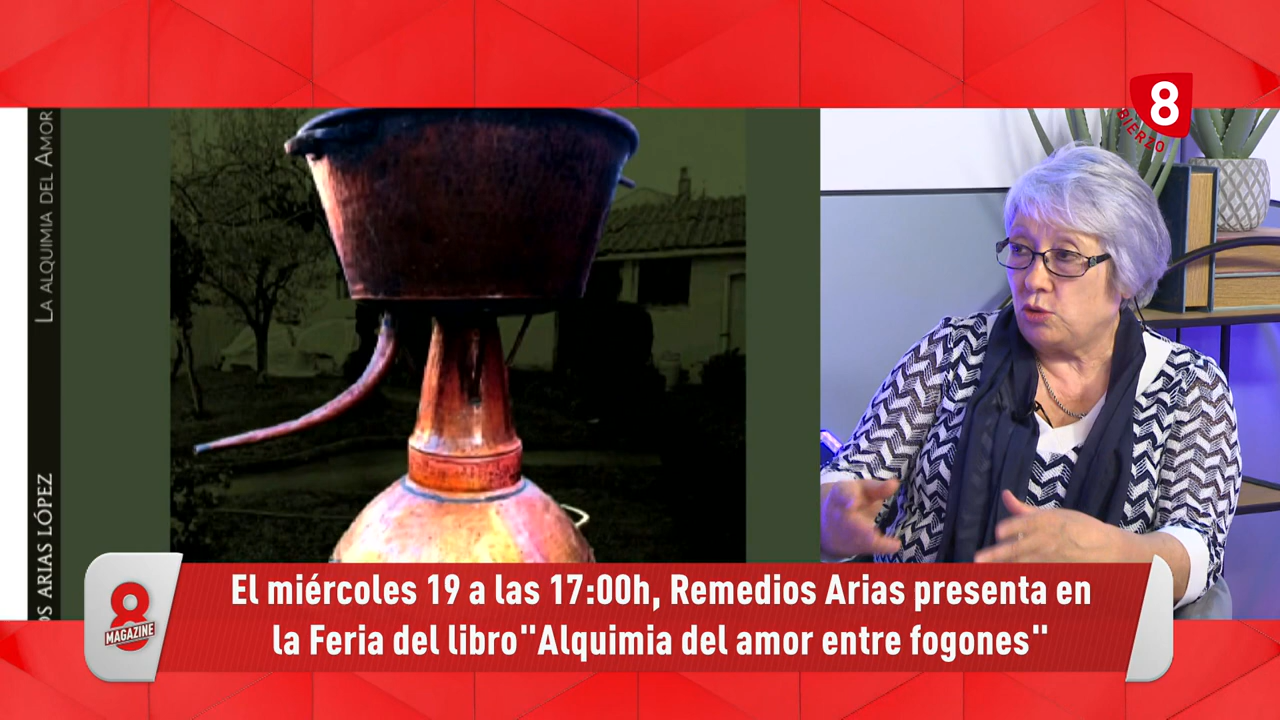 8
BIERZO
LA ALQUIMIA DEL AMOR
OS ARIAS LÓPEZ
El miércoles 19 a las 17:00h, Remedios Arias presenta en
la Feria del libro"Alquimia del amor entre fogones"
8
MAGAZINE